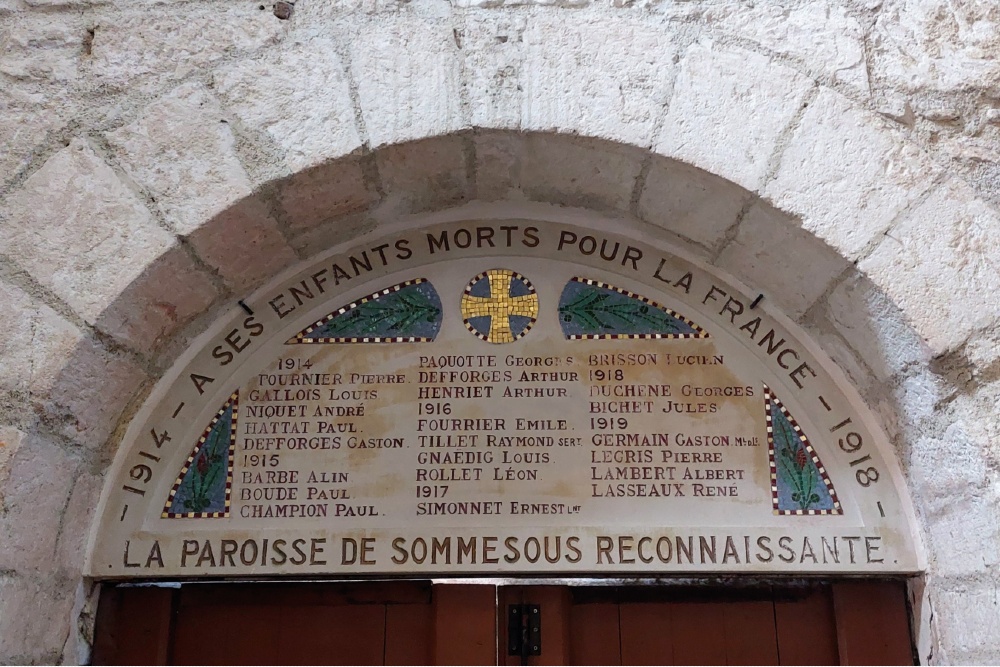 – 1914 – A SES ENFANTS MORTS POUR LA FRANCE – 1918 –
1914
TOURNIER PIERRE.
GALLOIS LOUIS
NIQUET ANDRÉ
HATTAT PAUL.
DEFFORGES GASTON.
1915
BARBE ALIN
BOUDE PAUL
CHAMPION PAUL.
PAQUOTTE GEORGES
DEFFORGES ARTHUR
HENRIET ARTHUR.
1916
FOURRIER EMILE.
TILLET RAYMOND SERT.
GNAEDIG LOUIS.
ROLLET LÉON.
1917
SIMONNET ERNEST LNT
BRISSON LUCIEN
1918
DUCHENE GEORGES
BICHET JULES
1919
GERMAIN GASTON.
LEGRIS PIERRE
LAMBERT ALBERT
LASSEAUX RENÉ
LA PAROISSE DE SOMMESOUS RECONNAISSANTE.